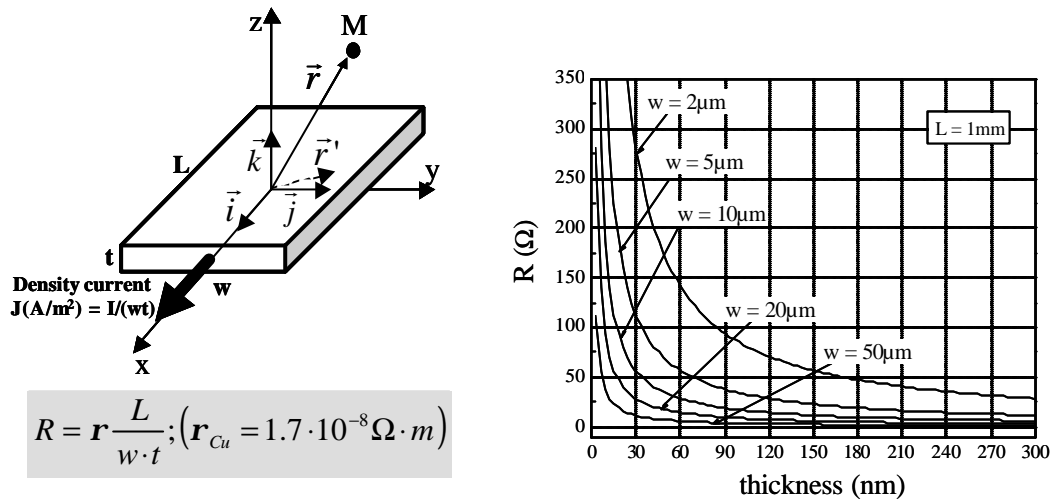 z
M
r⃗
L
k⃗
r⃗'
y
i⃗
j⃗
t
w
Density current
J(A/m²) = I/(wt)
x
R = r L/(w·t); (r_Cu = 1.7·10⁻⁸ Ω·m)
350
300
250
200
150
100
50
0
R (Ω)
w = 2µm
L = 1mm
w = 5µm
w = 10µm
w = 20µm
w = 50µm
0 30 60 90 120 150 180 210 240 270 300
thickness (nm)